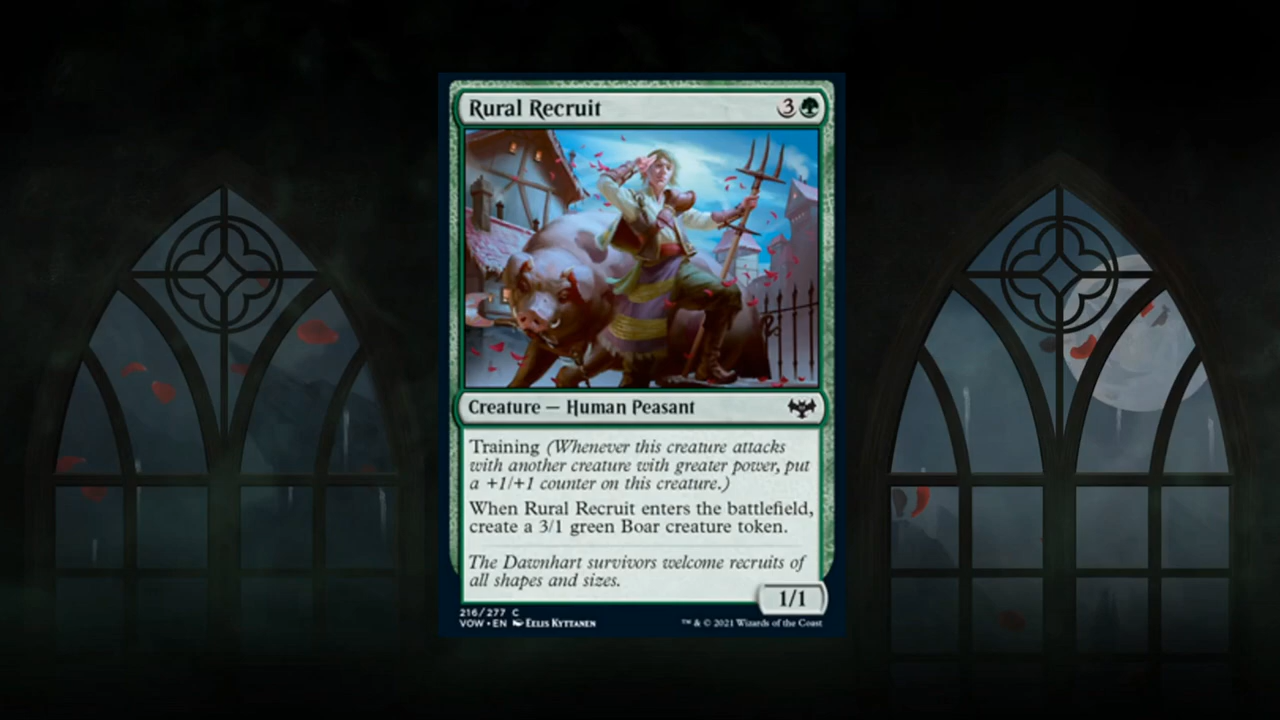 Rural Recruit 3
Creature — Human Peasant
Training (Whenever this creature attacks
with another creature with greater power, put
a +1/+1 counter on this creature.)
When Rural Recruit enters the battlefield,
create a 3/1 green Boar creature token.
The Dawnhart survivors welcome recruits of
all shapes and sizes.
1/1
216/277 C
VOW • EN Eelis Kyttanen
™ & © 2021 Wizards of the Coast